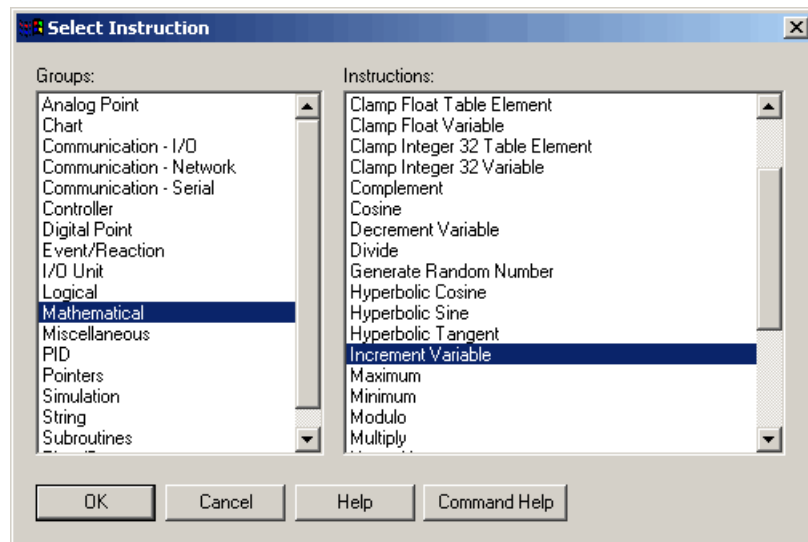 Select Instruction
Groups:
Analog Point
Chart
Communication - I/O
Communication - Network
Communication - Serial
Controller
Digital Point
Event/Reaction
I/O Unit
Logical
Mathematical
Miscellaneous
PID
Pointers
Simulation
String
Subroutines
Instructions:
Clamp Float Table Element
Clamp Float Variable
Clamp Integer 32 Table Element
Clamp Integer 32 Variable
Complement
Cosine
Decrement Variable
Divide
Generate Random Number
Hyperbolic Cosine
Hyperbolic Sine
Hyperbolic Tangent
Increment Variable
Maximum
Minimum
Modulo
Multiply
OK
Cancel
Help
Command Help